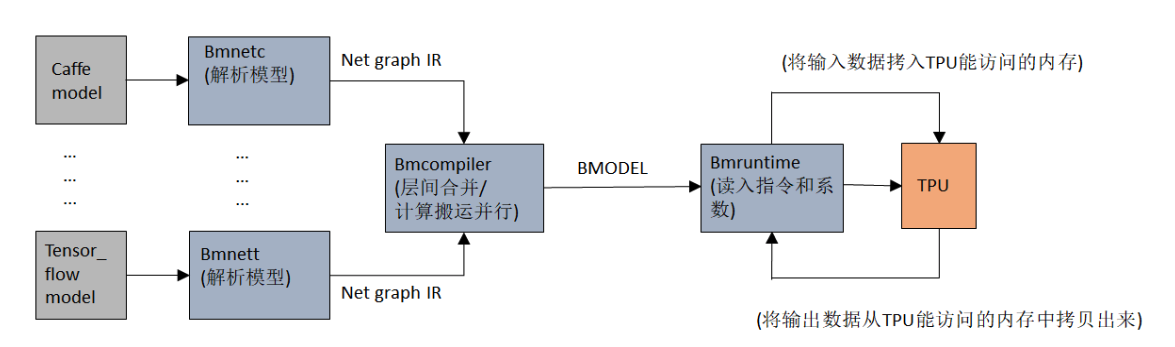 Caffe
model
Bmnetc
(解析模型)
Net graph IR
(将输入数据拷入TPU能访问的内存)
...
...
...
...
...
...
Bmcompiler
(层间合并/
计算搬运并行)
BMODEL
Bmruntime
(读入指令和系
数)
TPU
Tensor_
flow
model
Bmnett
(解析模型)
Net graph IR
(将输出数据从TPU能访问的内存中拷贝出来)